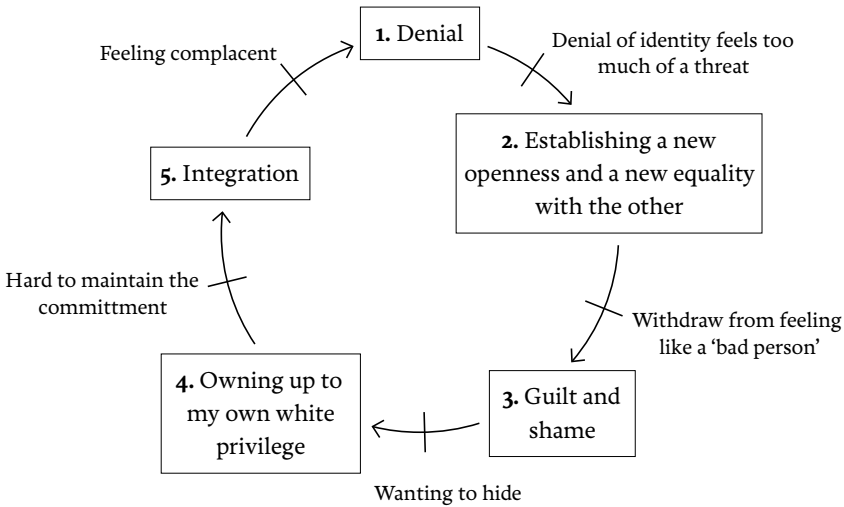 1. Denial
Denial of identity feels too
much of a threat
2. Establishing a new
openness and a new equality
with the other
Withdraw from feeling
like a ‘bad person’
3. Guilt and
shame
Wanting to hide
4. Owning up to
my own white
privilege
Hard to maintain the
committment
5. Integration
Feeling complacent